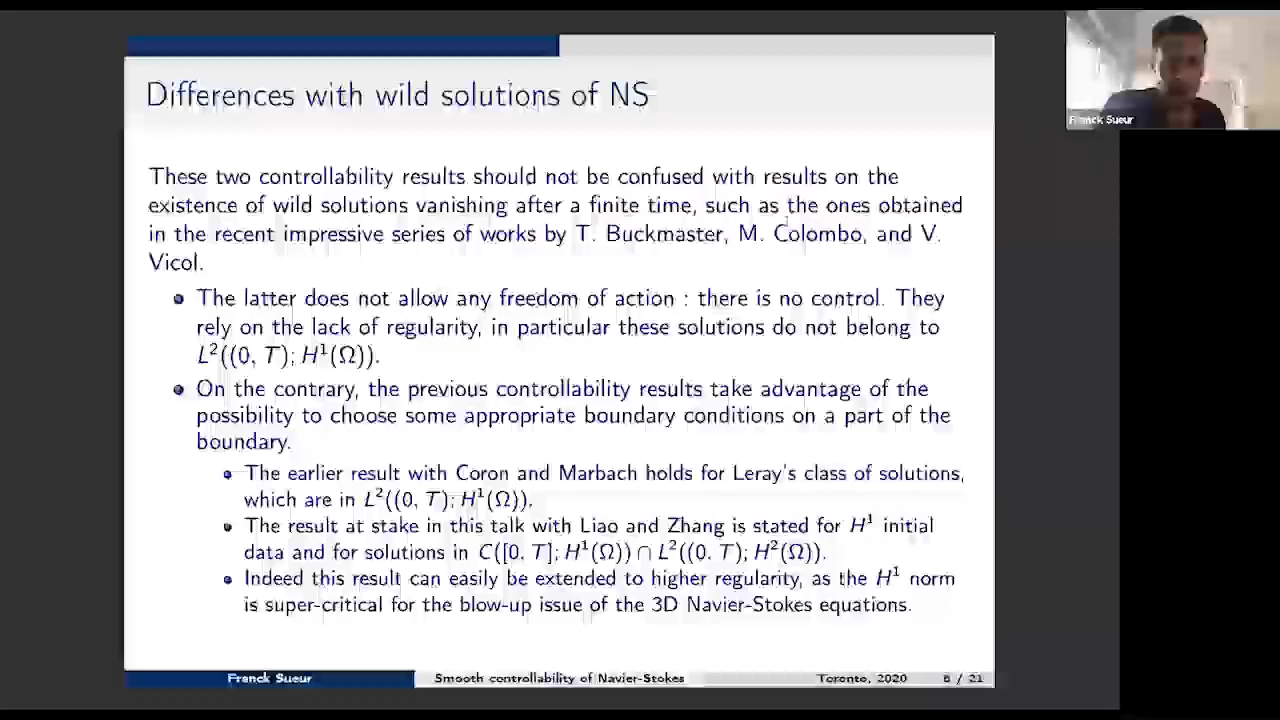 Differences with wild solutions of NS
Franck Sueur
These two controllability results should not be confused with results on the
existence of wild solutions vanishing after a finite time, such as the ones obtained
in the recent impressive series of works by T. Buckmaster, M. Colombo, and V.
Vicol.
The latter does not allow any freedom of action : there is no control. They
rely on the lack of regularity, in particular these solutions do not belong to
L²((0, T); H¹(Ω)).
On the contrary, the previous controllability results take advantage of the
possibility to choose some appropriate boundary conditions on a part of the
boundary.
The earlier result with Coron and Marbach holds for Leray's class of solutions,
which are in L²((0, T); H¹(Ω)).
The result at stake in this talk with Liao and Zhang is stated for H¹ initial
data and for solutions in C([0, T]; H¹(Ω)) ∩ L²((0, T); H²(Ω)).
Indeed this result can easily be extended to higher regularity, as the H¹ norm
is super-critical for the blow-up issue of the 3D Navier-Stokes equations.
Franck Sueur Smooth controllability of Navier-Stokes Toronto, 2020 6 / 21